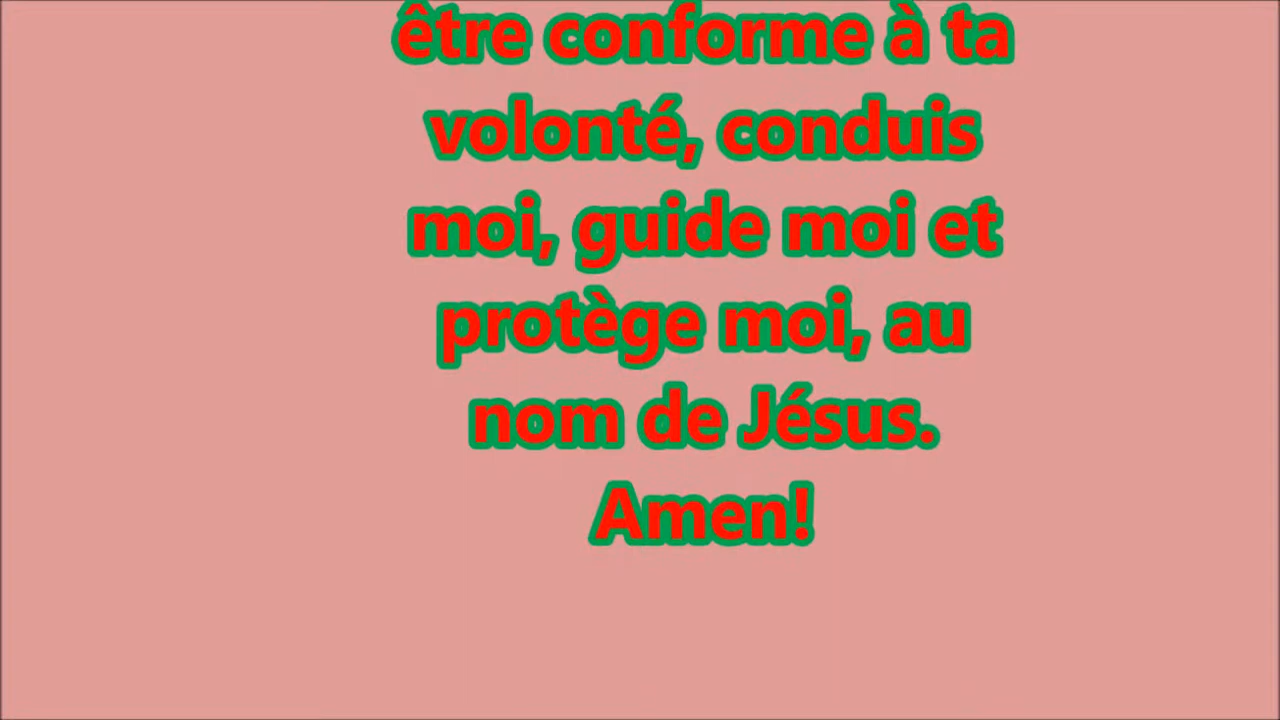 être conforme à ta
volonté, conduis
moi, guide moi et
protège moi, au
nom de Jésus.
Amen!